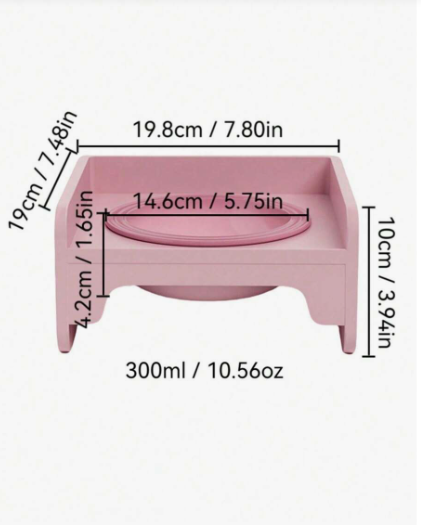 19.8cm / 7.80in
19cm / 7.48in
14.6cm / 5.75in
4.2cm / 1.65in
10cm / 3.94in
300ml / 10.56oz